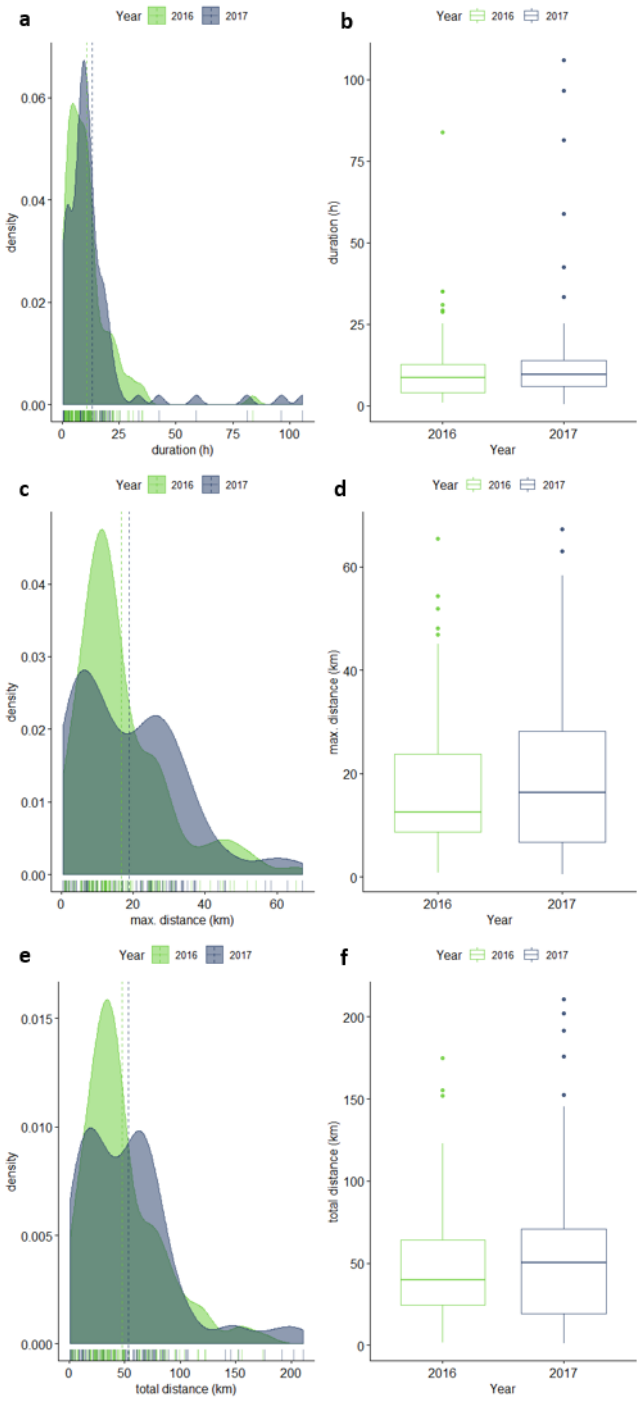 a
Year 2016 2017
0.06
0.04
0.02
0.00
density
0 25 50 75 100
duration (h)
b
Year 2016 2017
100
75
50
25
0
duration (h)
2016 2017
Year
c
Year 2016 2017
0.04
0.03
0.02
0.01
0.00
density
0 20 40 60
max. distance (km)
d
Year 2016 2017
60
40
20
0
max. distance (km)
2016 2017
Year
e
Year 2016 2017
0.015
0.010
0.005
0.000
density
0 50 100 150 200
total distance (km)
f
Year 2016 2017
200
150
100
50
0
total distance (km)
2016 2017
Year